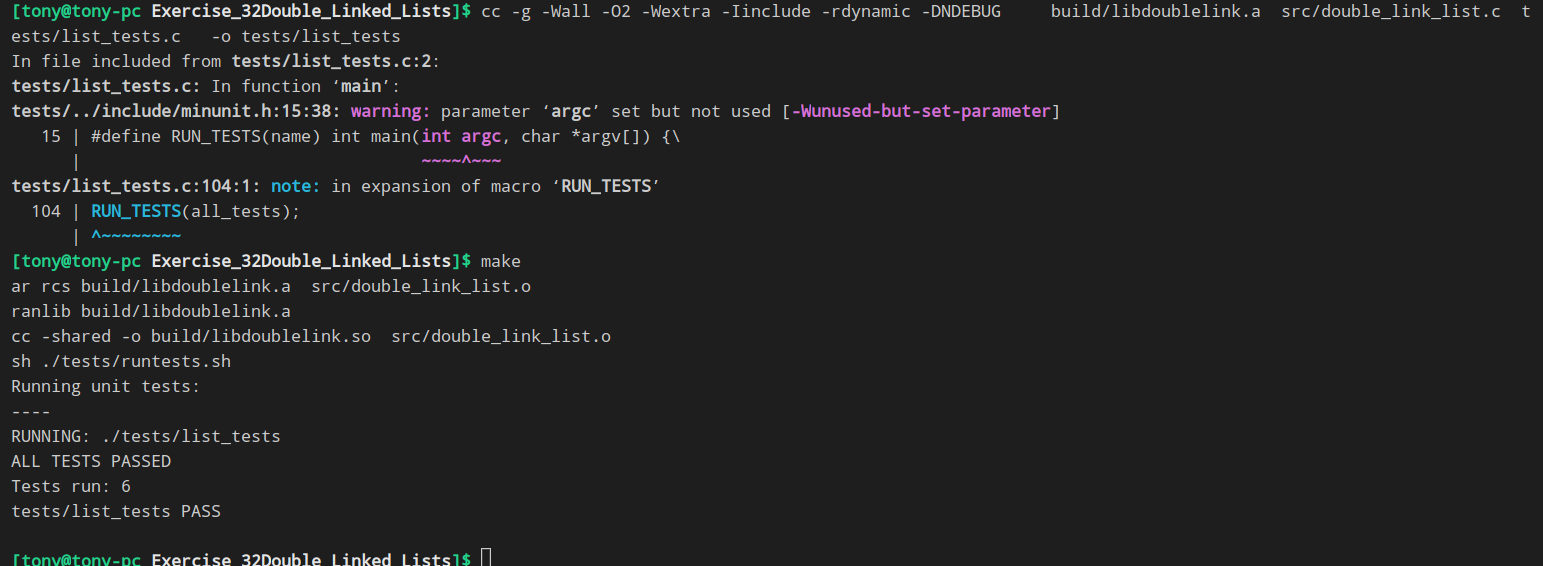 [tony@tony-pc Exercise_32Double_Linked_Lists]$ cc -g -Wall -O2 -Wextra -Iinclude -rdynamic -DNDEBUG     build/libdoublelink.a  src/double_link_list.c  t
ests/list_tests.c   -o tests/list_tests
In file included from tests/list_tests.c:2:
tests/list_tests.c: In function ‘main’:
tests/../include/minunit.h:15:38: warning: parameter ‘argc’ set but not used [-Wunused-but-set-parameter]
   15 | #define RUN_TESTS(name) int main(int argc, char *argv[]) {\
      |                                  ~~~~^~~~
tests/list_tests.c:104:1: note: in expansion of macro ‘RUN_TESTS’
  104 | RUN_TESTS(all_tests);
      | ^~~~~~~~~
[tony@tony-pc Exercise_32Double_Linked_Lists]$ make
ar rcs build/libdoublelink.a  src/double_link_list.o
ranlib build/libdoublelink.a
cc -shared -o build/libdoublelink.so  src/double_link_list.o
sh ./tests/runtests.sh
Running unit tests:
----
RUNNING: ./tests/list_tests
ALL TESTS PASSED
Tests run: 6
tests/list_tests PASS
[tony@tony-pc Exercise_32Double_Linked_Lists]$